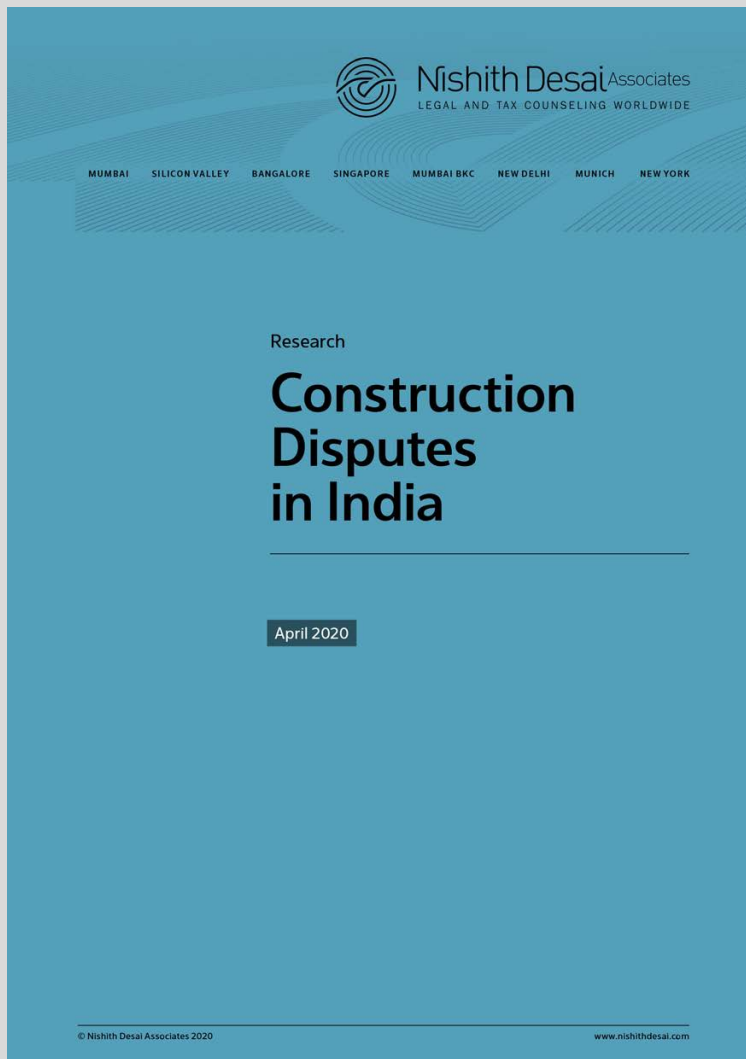 Nishith Desai Associates
LEGAL AND TAX COUNSELING WORLDWIDE
MUMBAI SILICON VALLEY BANGALORE SINGAPORE MUMBAI BKC NEW DELHI MUNICH NEW YORK
Research
Construction
Disputes
in India
April 2020
© Nishith Desai Associates 2020 www.nishithdesai.com